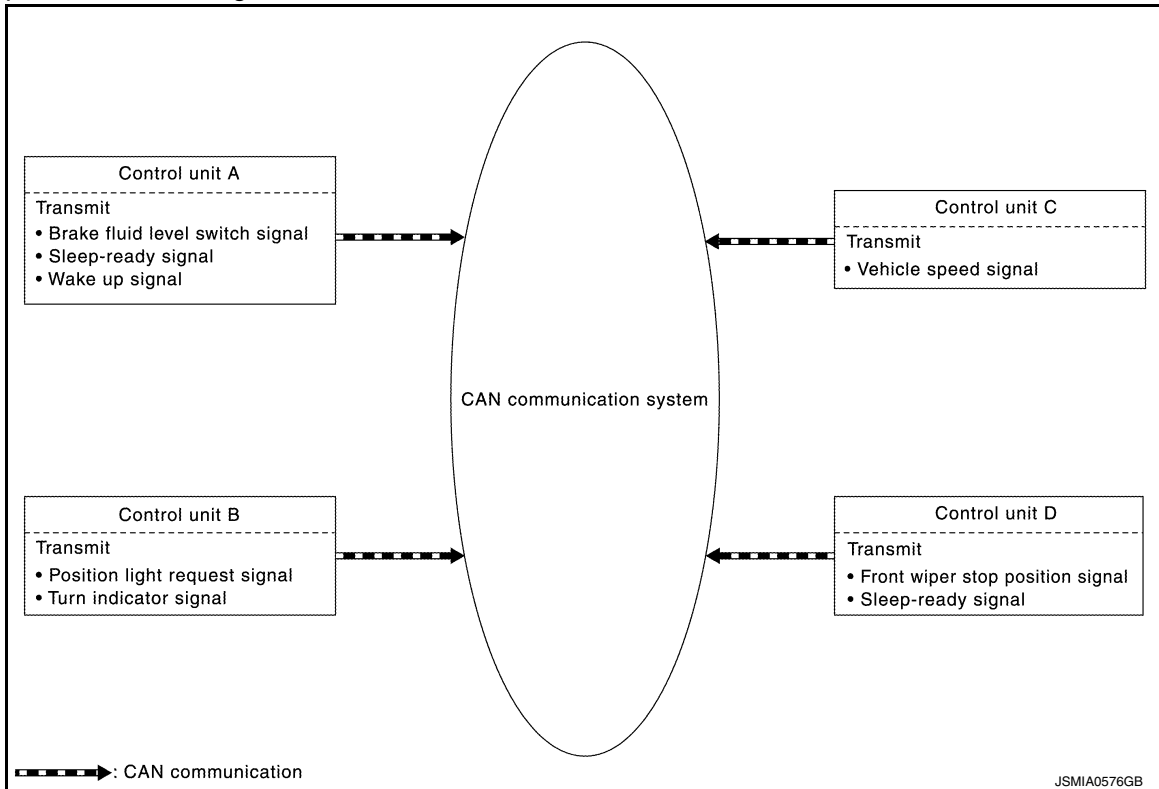 Control unit A
Transmit
• Brake fluid level switch signal
• Sleep-ready signal
• Wake up signal
Control unit C
Transmit
• Vehicle speed signal
CAN communication system
Control unit B
Transmit
• Position light request signal
• Turn indicator signal
Control unit D
Transmit
• Front wiper stop position signal
• Sleep-ready signal
: CAN communication
JSMIA0576GB